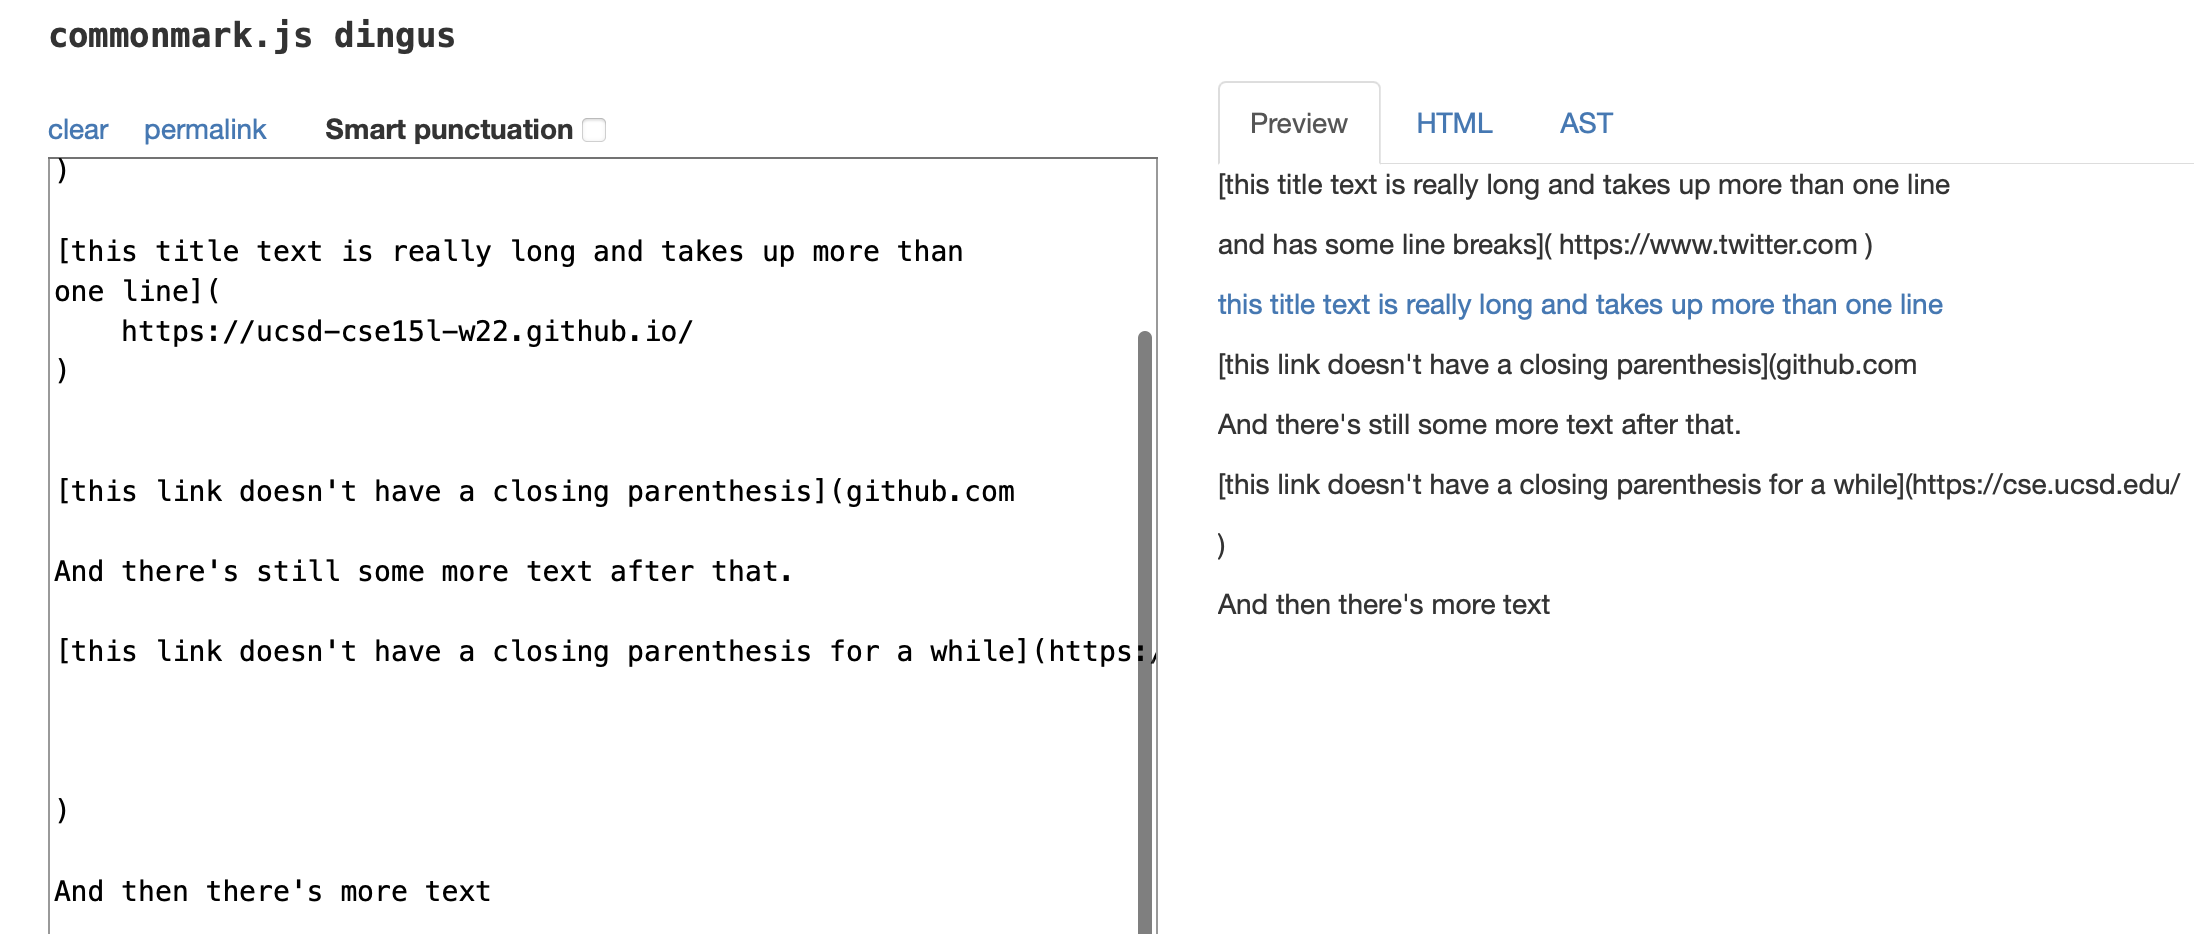 commonmark.js dingus
clear permalink Smart punctuation
)
[this title text is really long and takes up more than
one line](
    https://ucsd-cse15l-w22.github.io/
)
[this link doesn't have a closing parenthesis](github.com
And there's still some more text after that.
[this link doesn't have a closing parenthesis for a while](https:/
)
And then there's more text
Preview HTML AST
[this title text is really long and takes up more than one line
and has some line breaks]( https://www.twitter.com )
this title text is really long and takes up more than one line
[this link doesn't have a closing parenthesis](github.com
And there's still some more text after that.
[this link doesn't have a closing parenthesis for a while](https://cse.ucsd.edu/
)
And then there's more text